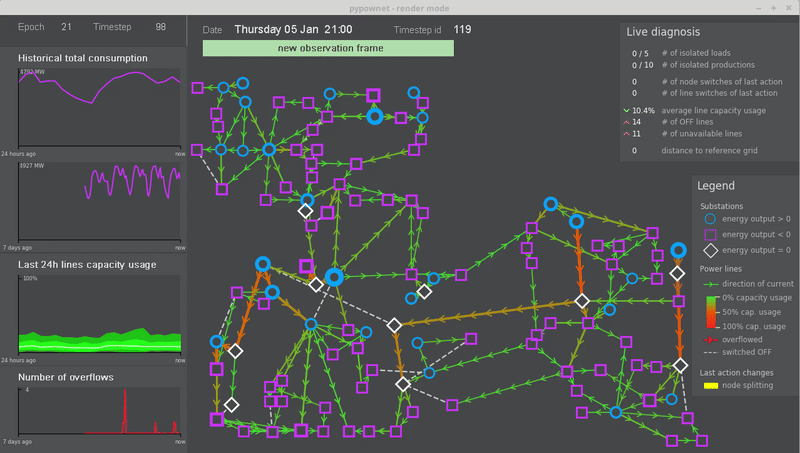 pypownet - render mode
Epoch 21 Timestep 98
Date Thursday 05 Jan 21:00 Timestep id 119
new observation frame
Historical total consumption
4792 MW
24 hours ago now
4927 MW
7 days ago now
Last 24h lines capacity usage
100%
24 hours ago now
Number of overflows
4
7 days ago now
Live diagnosis
0 / 5 # of isolated loads
0 / 10 # of isolated productions
0 # of node switches of last action
0 # of line switches of last action
10.4% average line capacity usage
14 # of OFF lines
11 # of unavailable lines
0 distance to reference grid
Legend
Substations
energy output > 0
energy output < 0
energy output = 0
Power lines
direction of current
0% capacity usage
50% cap. usage
100% cap. usage
overflowed
switched OFF
Last action changes
node splitting